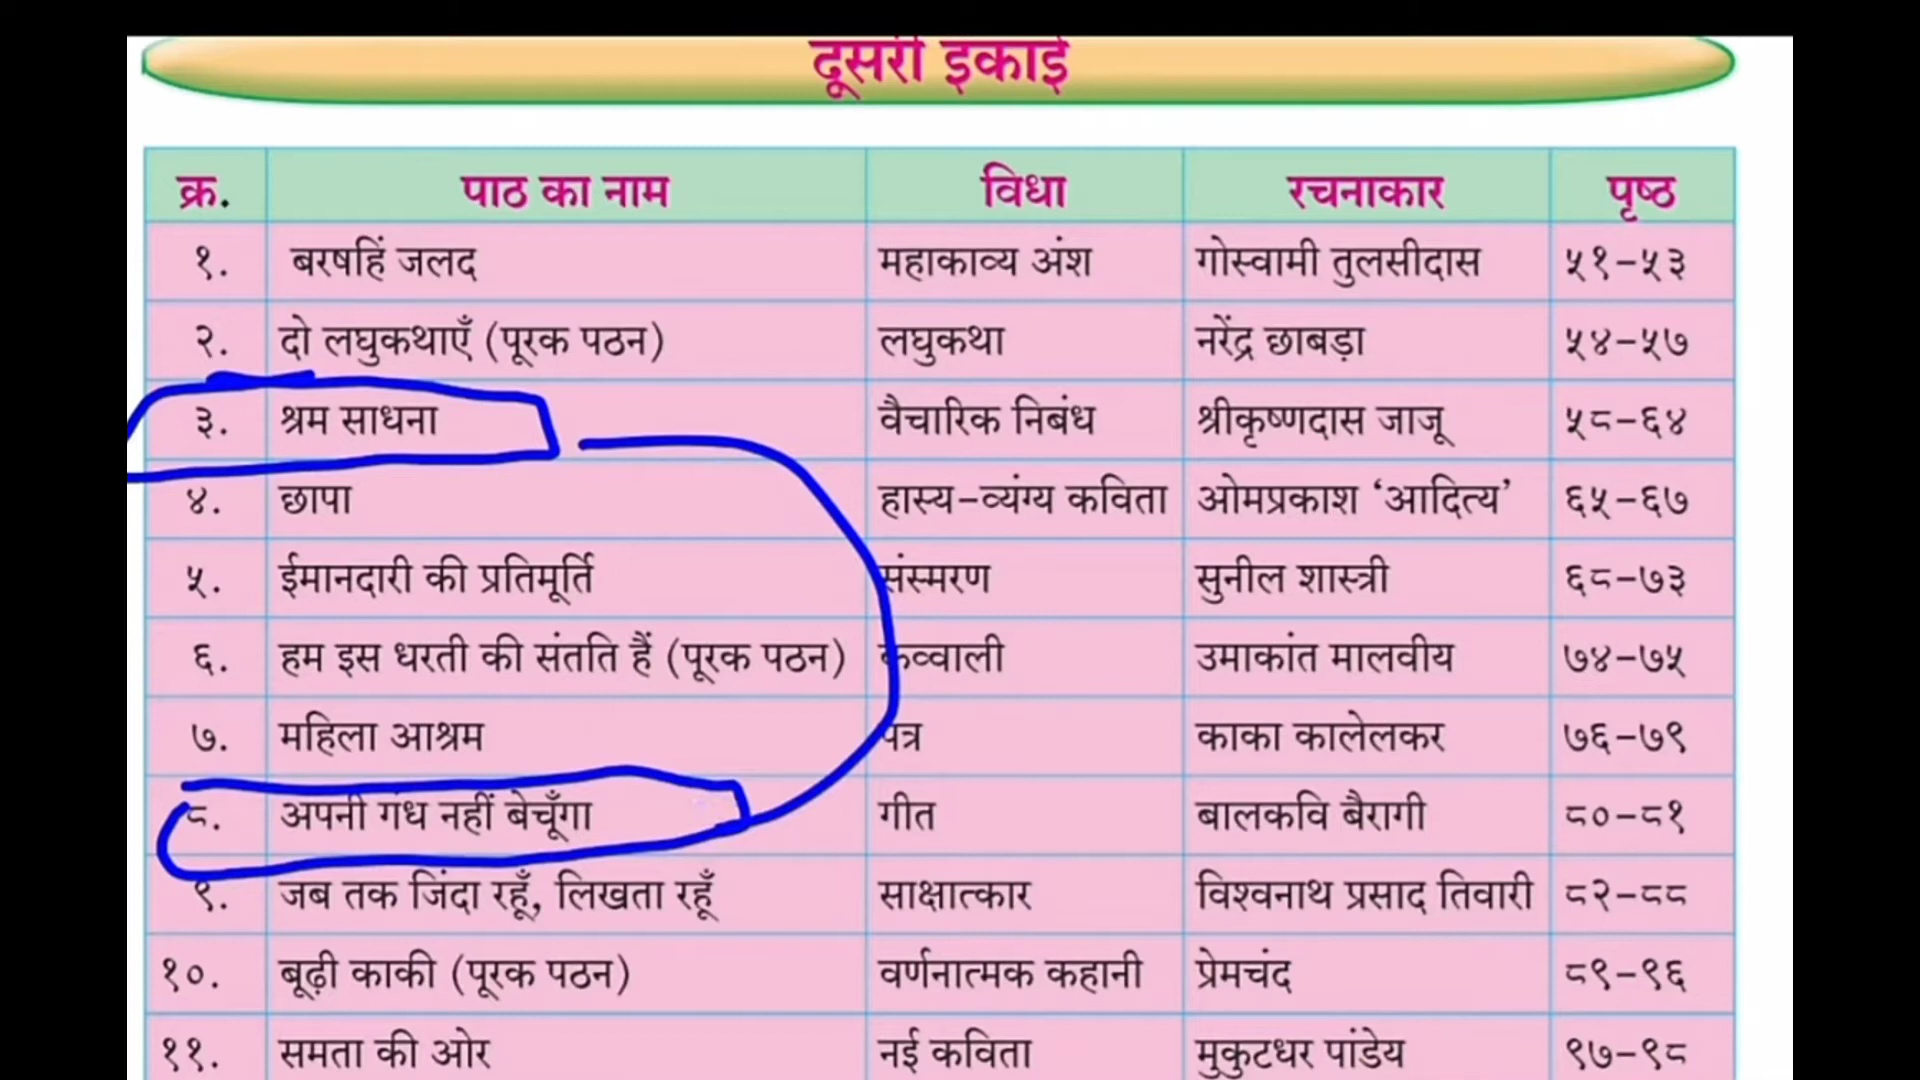 दूसरी इकाई
क्र. पाठ का नाम विधा रचनाकार पृष्ठ
१. बरषहिं जलद महाकाव्य अंश गोस्वामी तुलसीदास ५१-५३
२. दो लघुकथाएँ (पूरक पठन) लघुकथा नरेंद्र छाबड़ा ५४-५७
३. श्रम साधना वैचारिक निबंध श्रीकृष्णदास जाजू ५८-६४
४. छापा हास्य-व्यंग्य कविता ओमप्रकाश ‘आदित्य’ ६५-६७
५. ईमानदारी की प्रतिमूर्ति संस्मरण सुनील शास्त्री ६८-७३
६. हम इस धरती की संतति हैं (पूरक पठन) कव्वाली उमाकांत मालवीय ७४-७५
७. महिला आश्रम पत्र काका कालेलकर ७६-७९
८. अपनी गंध नहीं बेचूँगा गीत बालकवि बैरागी ८०-८१
९. जब तक जिंदा रहूँ, लिखता रहूँ साक्षात्कार विश्वनाथ प्रसाद तिवारी ८२-८८
१०. बूढ़ी काकी (पूरक पठन) वर्णनात्मक कहानी प्रेमचंद ८९-९६
११. समता की ओर नई कविता मुकुटधर पांडेय ९७-९८